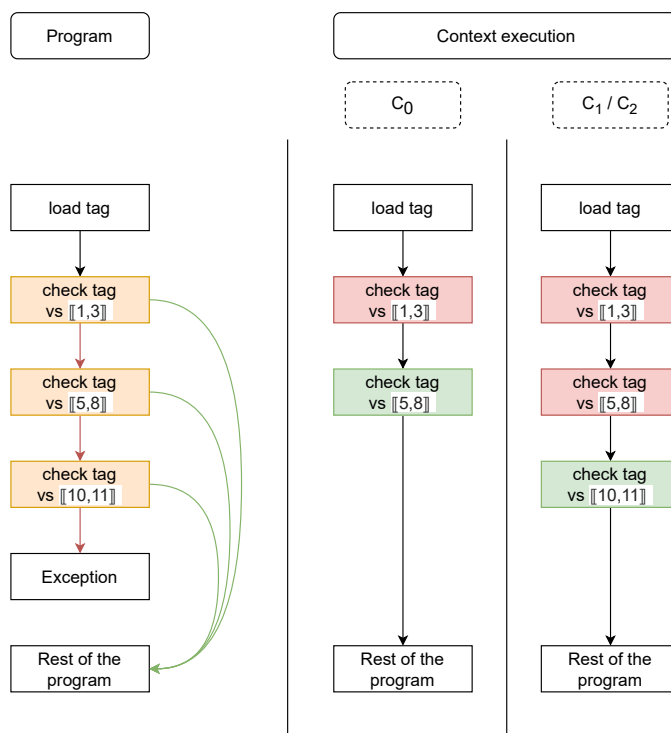 Program
load tag
check tag
vs ⟦1,3⟧
check tag
vs ⟦5,8⟧
check tag
vs ⟦10,11⟧
Exception
Rest of the
program
Context execution
C0
load tag
check tag
vs ⟦1,3⟧
check tag
vs ⟦5,8⟧
Rest of the
program
C1 / C2
load tag
check tag
vs ⟦1,3⟧
check tag
vs ⟦5,8⟧
check tag
vs ⟦10,11⟧
Rest of the
program